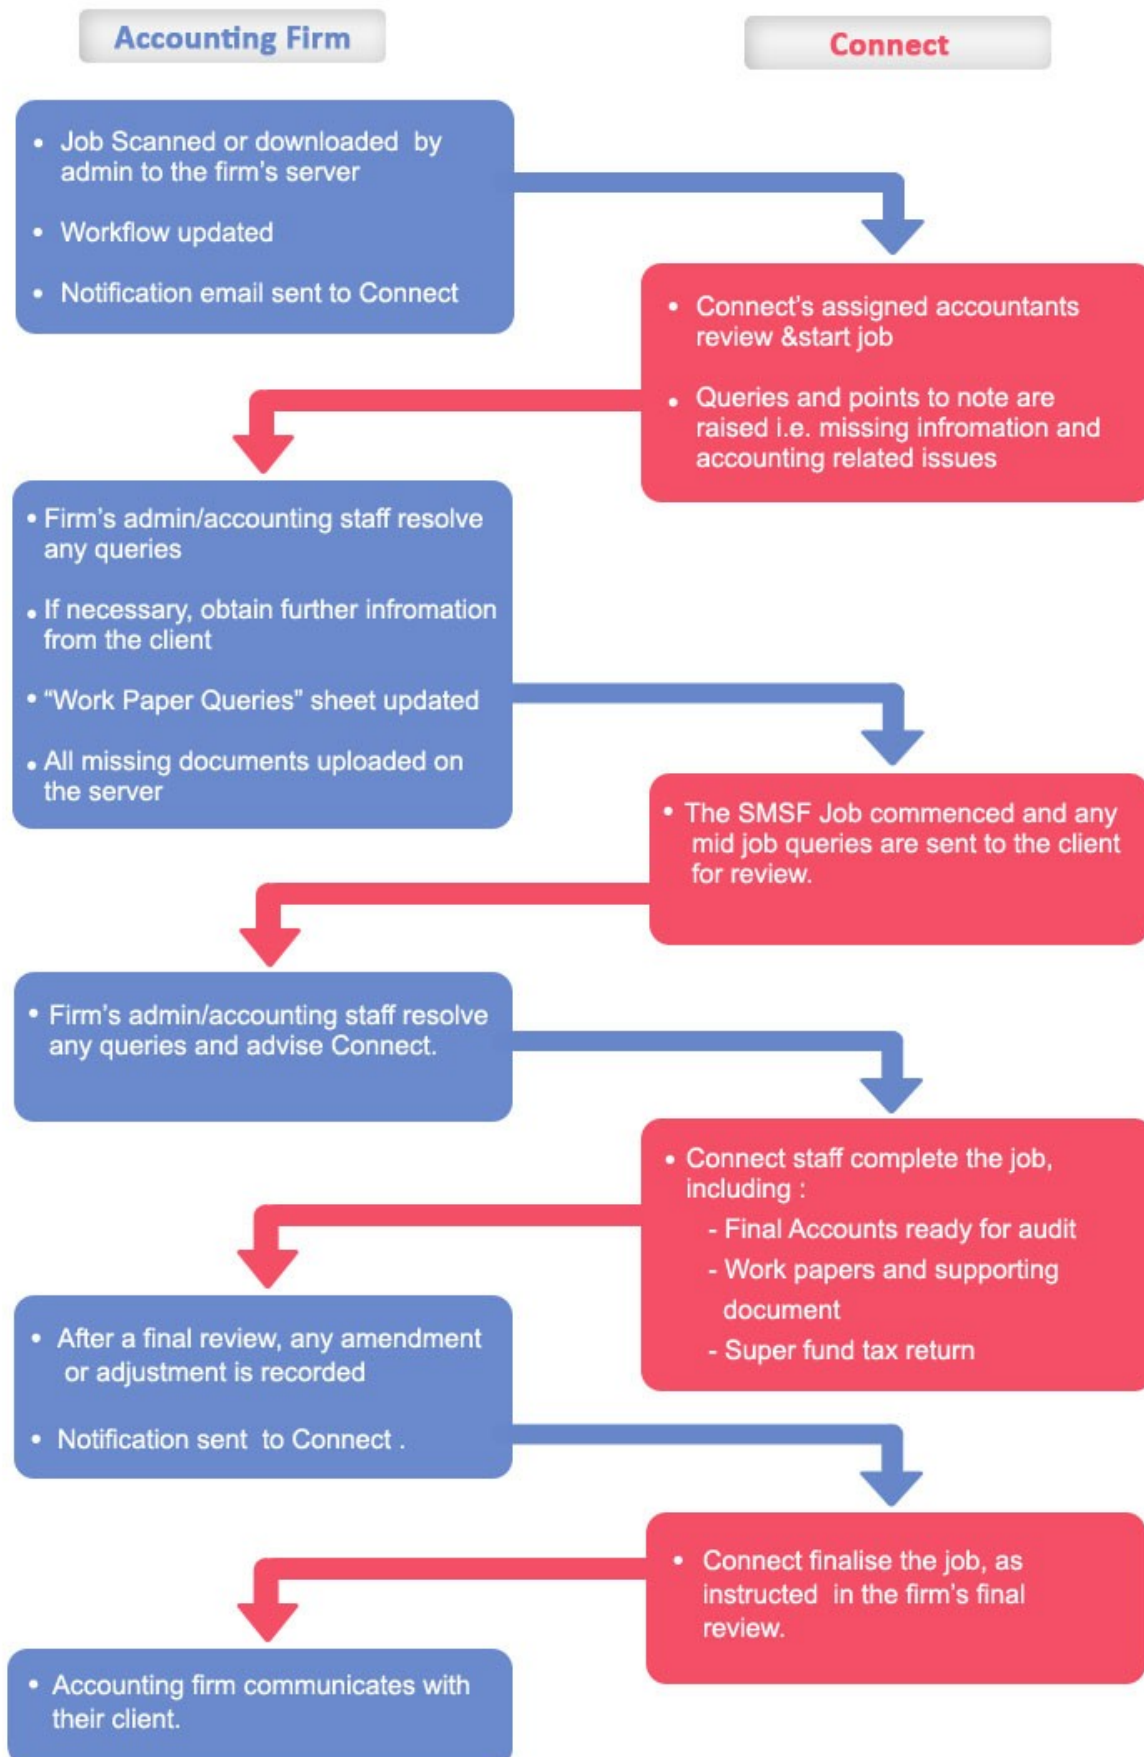 Accounting Firm
Connect
• Job Scanned or downloaded by
admin to the firm's server
• Workflow updated
• Notification email sent to Connect
• Connect's assigned accountants
review &start job
• Queries and points to note are
raised i.e. missing infromation and
accounting related issues
• Firm's admin/accounting staff resolve
any queries
• If necessary, obtain further infromation
from the client
• “Work Paper Queries” sheet updated
• All missing documents uploaded on
the server
• The SMSF Job commenced and any
mid job queries are sent to the client
for review.
• Firm's admin/accounting staff resolve
any queries and advise Connect.
• Connect staff complete the job,
including :
- Final Accounts ready for audit
- Work papers and supporting
document
- Super fund tax return
• After a final review, any amendment
or adjustment is recorded
• Notification sent to Connect .
• Connect finalise the job, as
instructed in the firm's final
review.
• Accounting firm communicates with
their client.